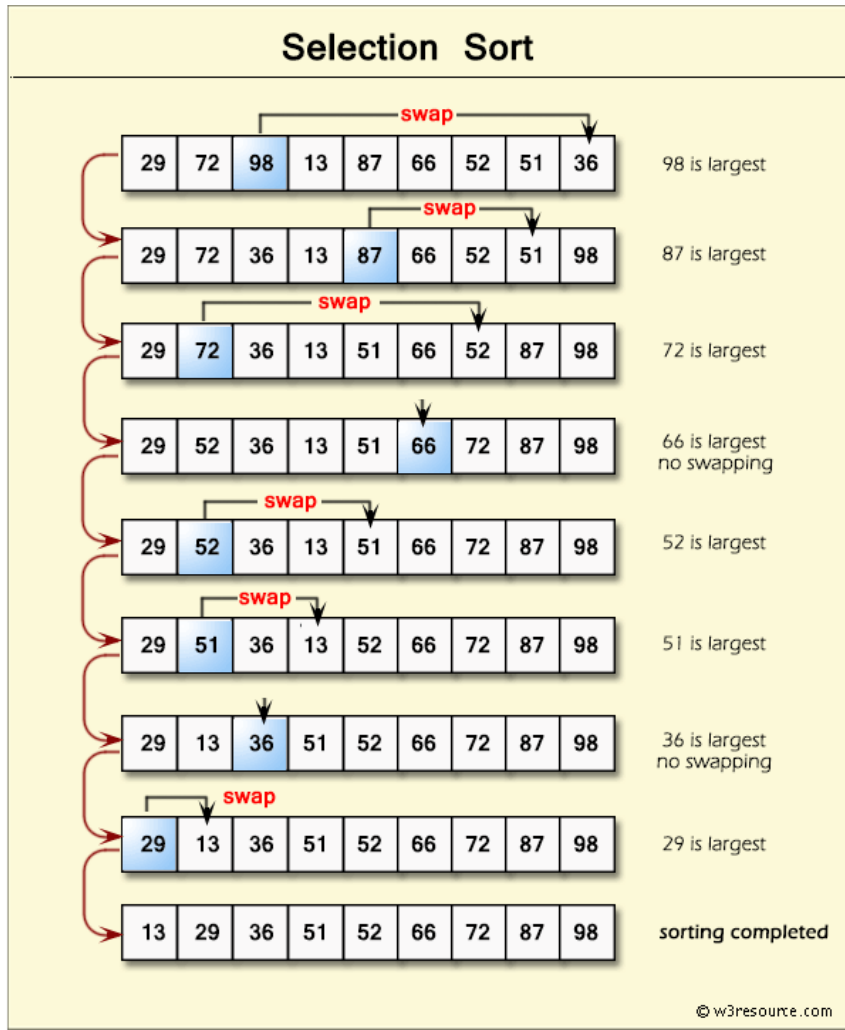 Selection Sort
swap
29 72 98 13 87 66 52 51 36 98 is largest
swap
29 72 36 13 87 66 52 51 98 87 is largest
swap
29 72 36 13 51 66 52 87 98 72 is largest
29 52 36 13 51 66 72 87 98 66 is largest
no swapping
swap
29 52 36 13 51 66 72 87 98 52 is largest
swap
29 51 36 13 52 66 72 87 98 51 is largest
29 13 36 51 52 66 72 87 98 36 is largest
no swapping
swap
29 13 36 51 52 66 72 87 98 29 is largest
13 29 36 51 52 66 72 87 98 sorting completed
© w3resource.com